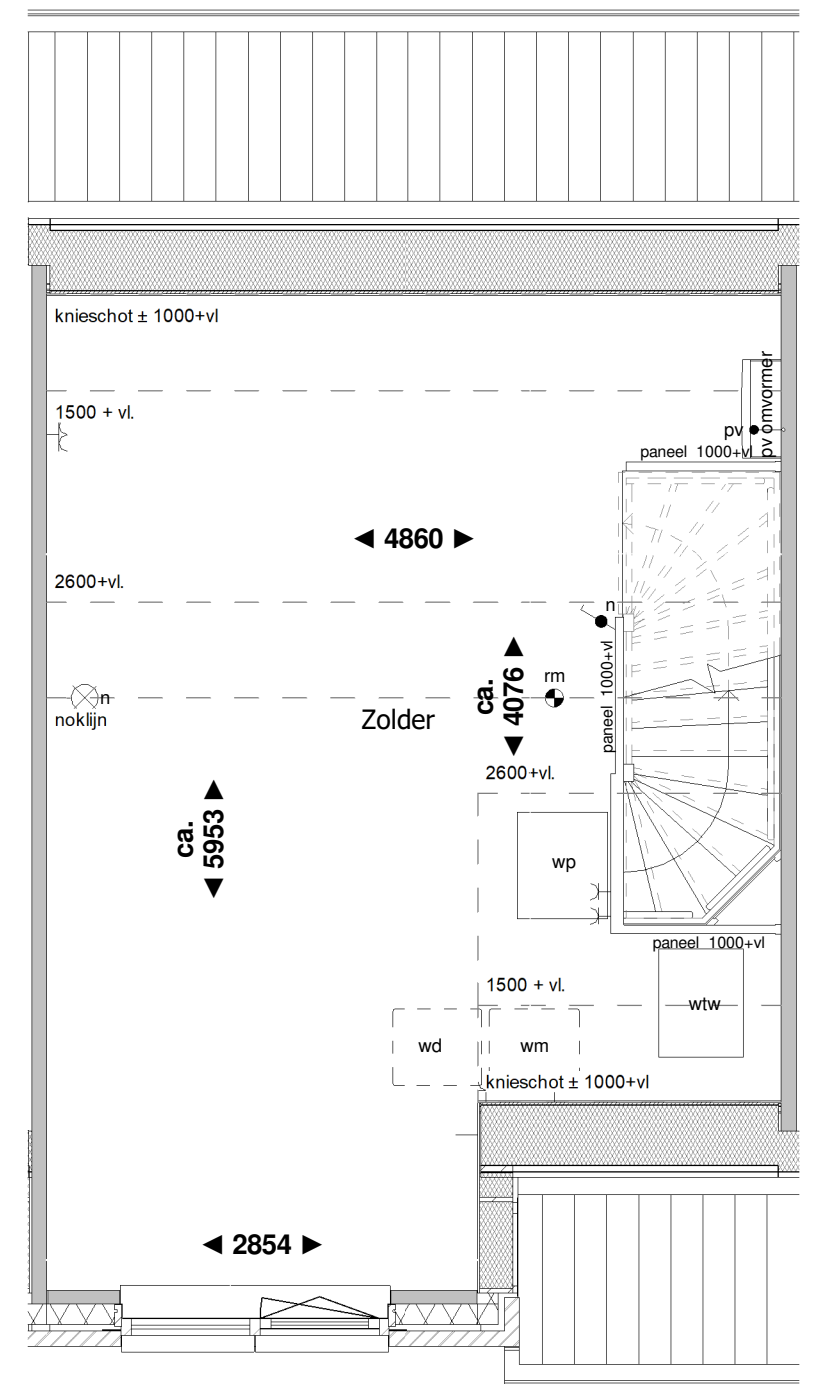 knieschot ± 1000+vl
pv omvormer
1500 + vl.
pv
paneel 1000+vl
◄ 4860 ►
2600+vl.
n
paneel 1000+vl
ca.
◄ 4076 ►
rm
n
noklijn
Zolder
2600+vl.
ca.
◄ 5953 ►
wp
paneel 1000+vl
1500 + vl.
wtw
wd
wm
knieschot ± 1000+vl
◄ 2854 ►